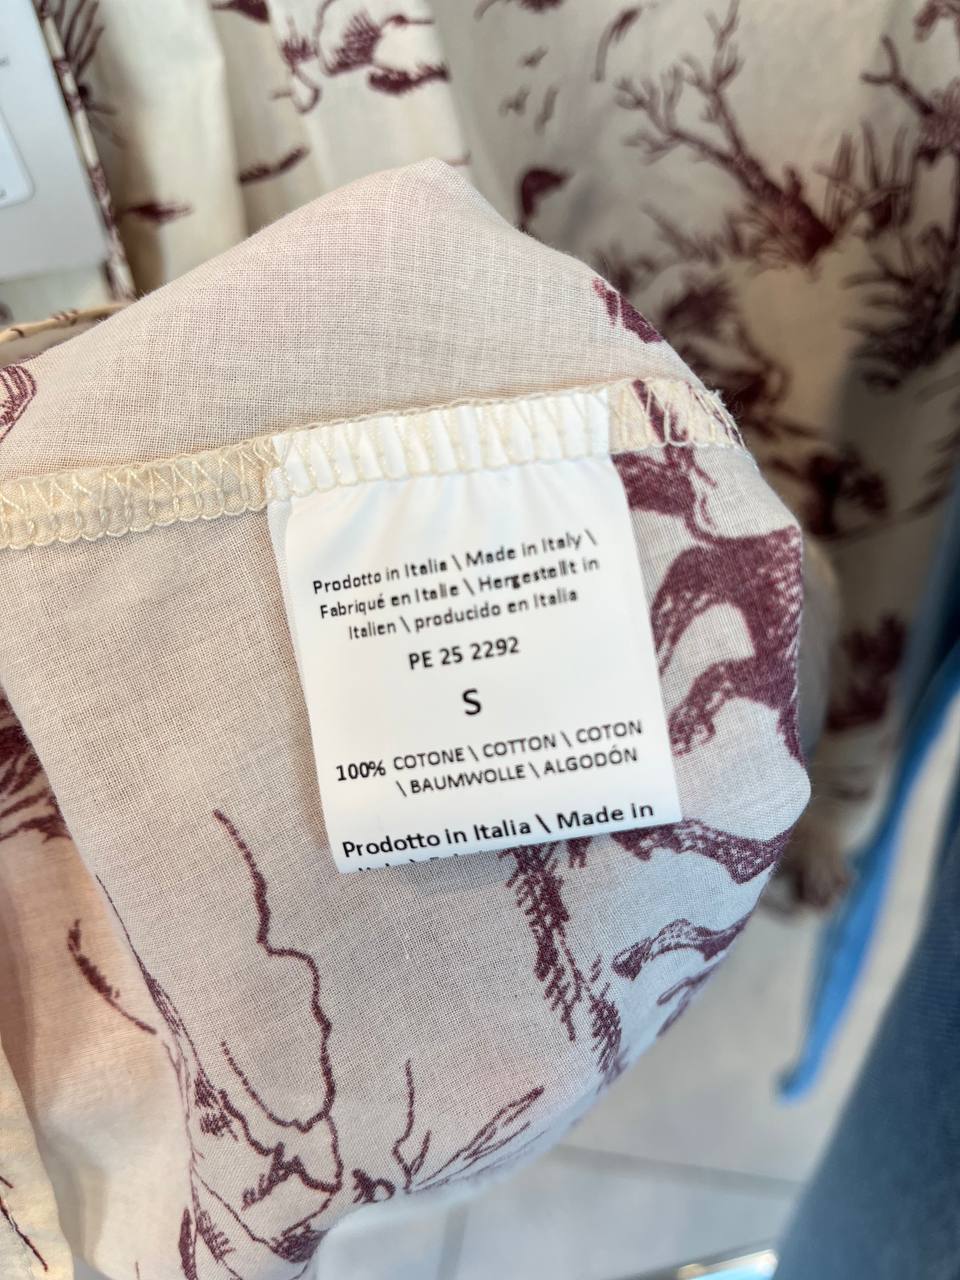 Prodotto in Italia \ Made in Italy \
Fabriqué en Italie \ Hergestellt in
Italien \ producido en Italia
PE 25 2292
S
100% COTONE \ COTTON \ COTON
\ BAUMWOLLE \ ALGODÓN
Prodotto in Italia \ Made in